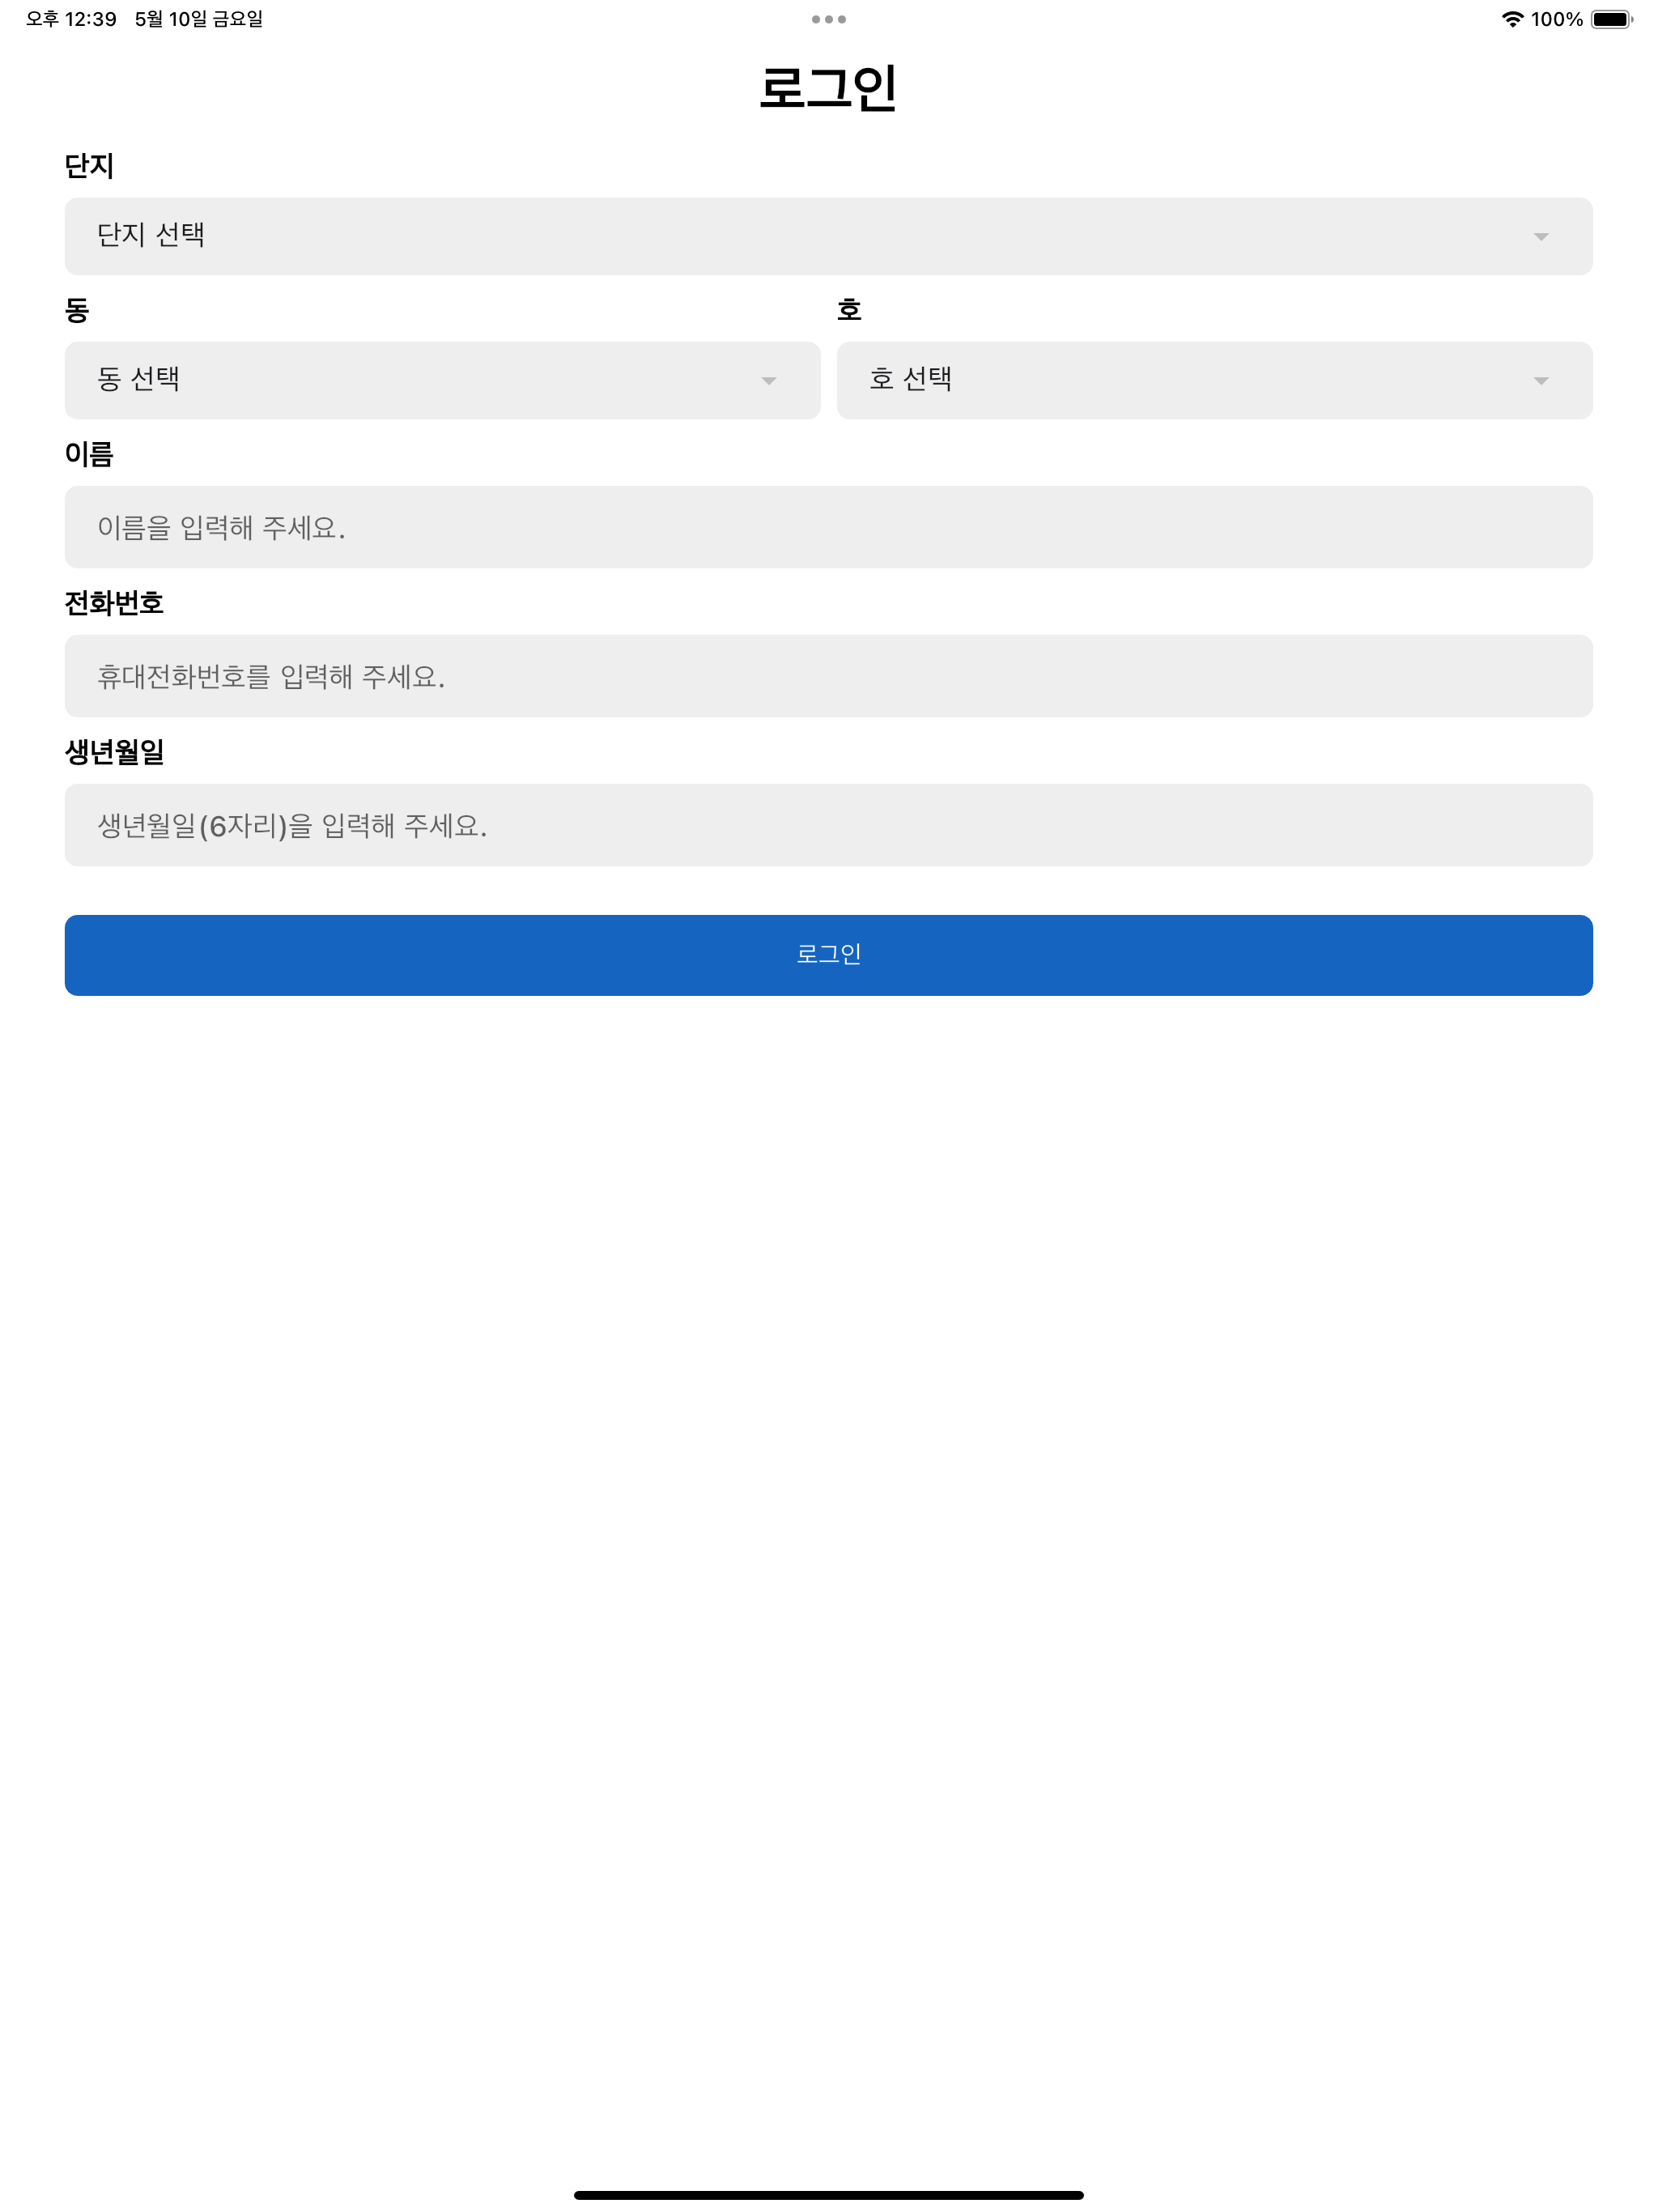 오후 12:39 5월 10일 금요일 100%
로그인
단지
단지 선택
동 호
동 선택 호 선택
이름
이름을 입력해 주세요.
전화번호
휴대전화번호를 입력해 주세요.
생년월일
생년월일(6자리)을 입력해 주세요.
로그인